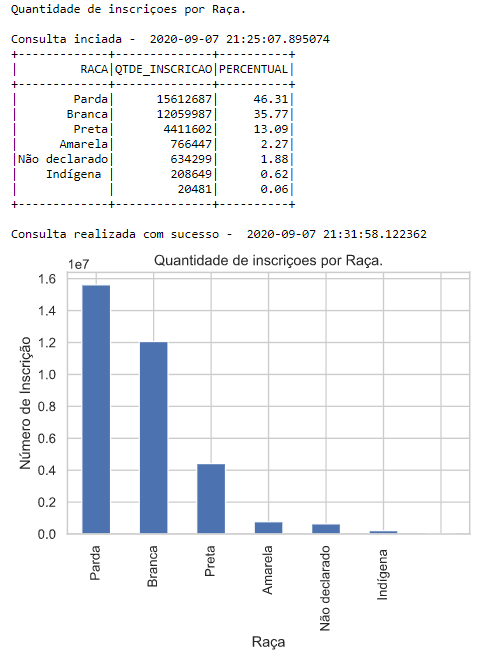 Quantidade de inscriçoes por Raça.
Consulta inciada -  2020-09-07 21:25:07.895074
+------------+-------------+----------+
|        RACA|QTDE_INSCRICAO|PERCENTUAL|
+------------+-------------+----------+
|       Parda|     15612687|     46.31|
|      Branca|     12059987|     35.77|
|       Preta|      4411602|     13.09|
|     Amarela|       766447|      2.27|
|Não declarado|       634299|      1.88|
|   Indígena |       208649|      0.62|
|            |        20481|      0.06|
+------------+-------------+----------+
Consulta realizada com sucesso -  2020-09-07 21:31:58.122362
Quantidade de inscriçoes por Raça.
1e7
1.6
1.4
1.2
1.0
0.8
0.6
0.4
0.2
0.0
Número de Inscrição
Parda
Branca
Preta
Amarela
Não declarado
Indígena
Raça